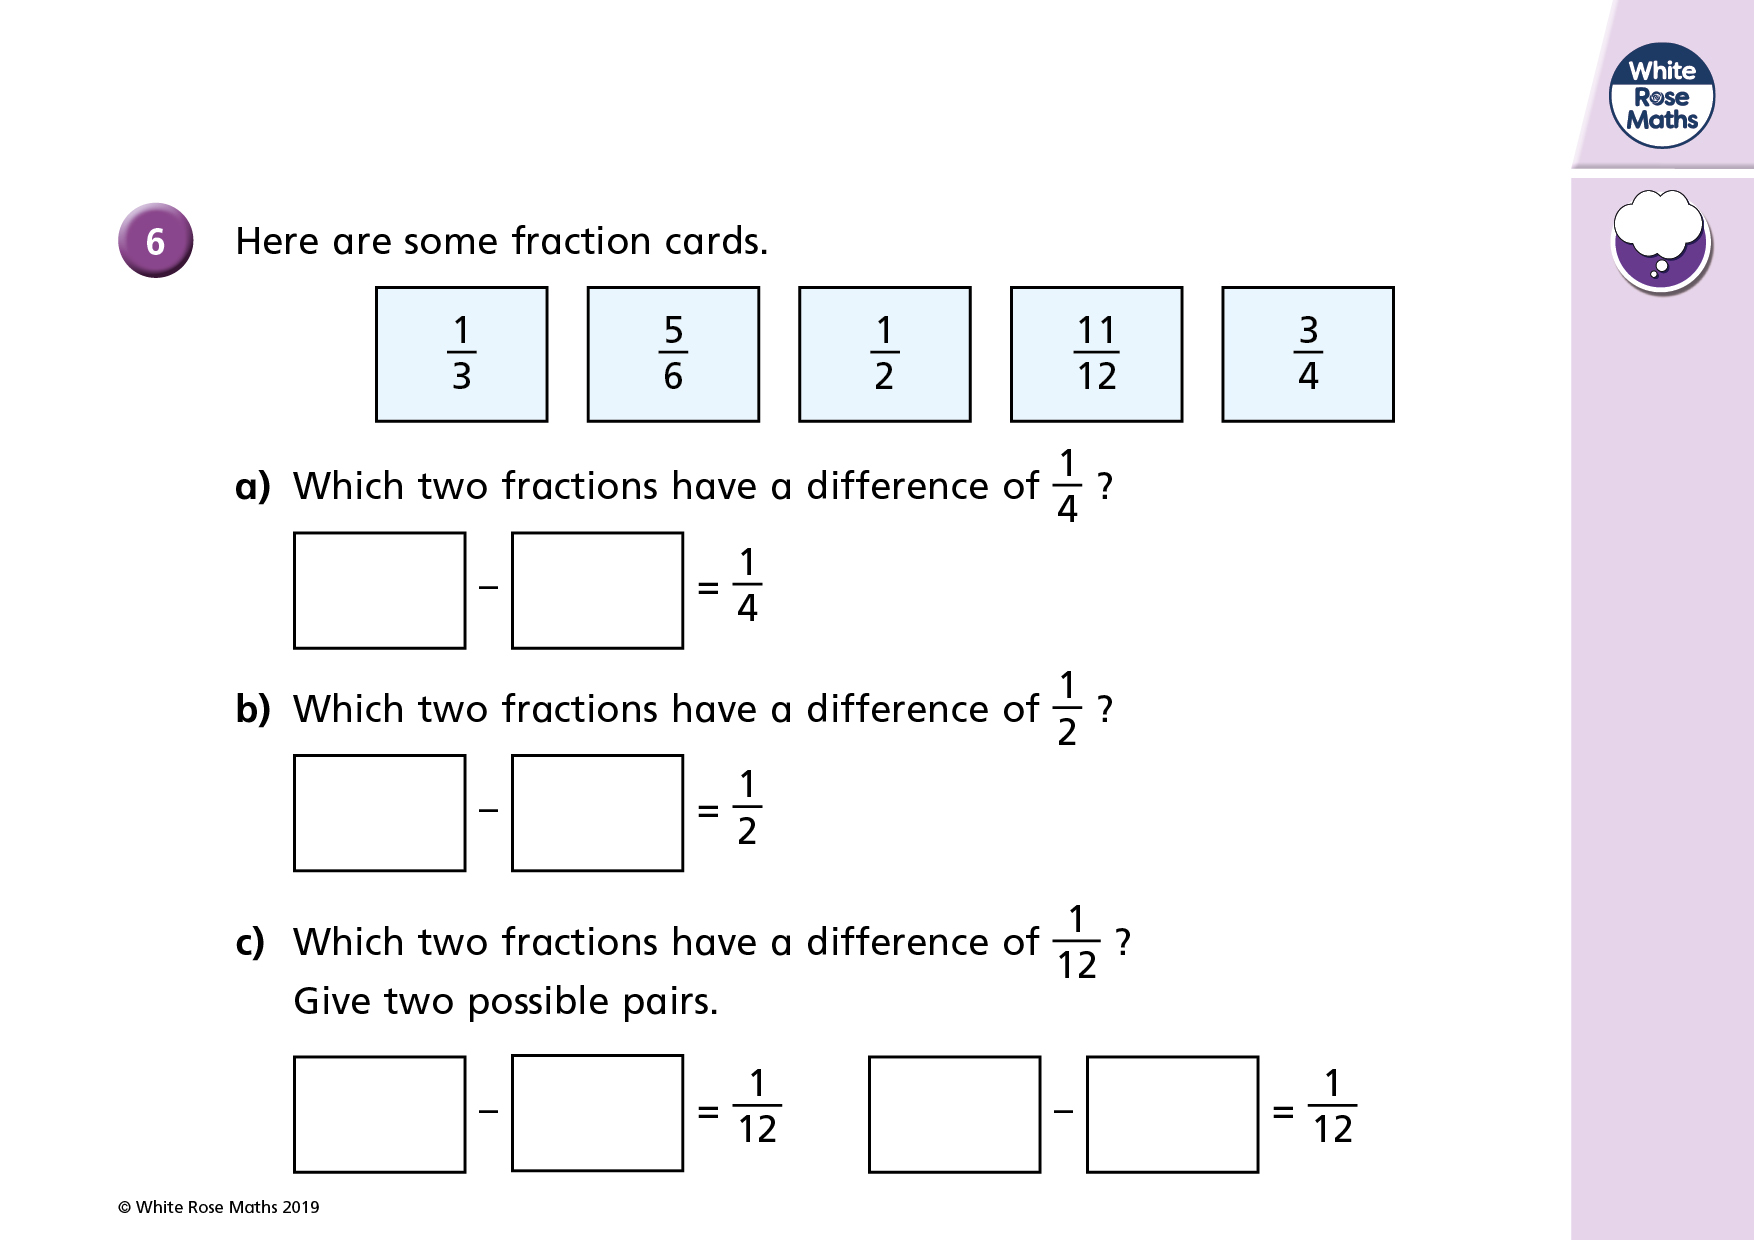 White
Rose
Maths
6 Here are some fraction cards.
1/3 5/6 1/2 11/12 3/4
a) Which two fractions have a difference of 1/4 ?
– = 1/4
b) Which two fractions have a difference of 1/2 ?
– = 1/2
c) Which two fractions have a difference of 1/12 ?
Give two possible pairs.
– = 1/12 – = 1/12
© White Rose Maths 2019